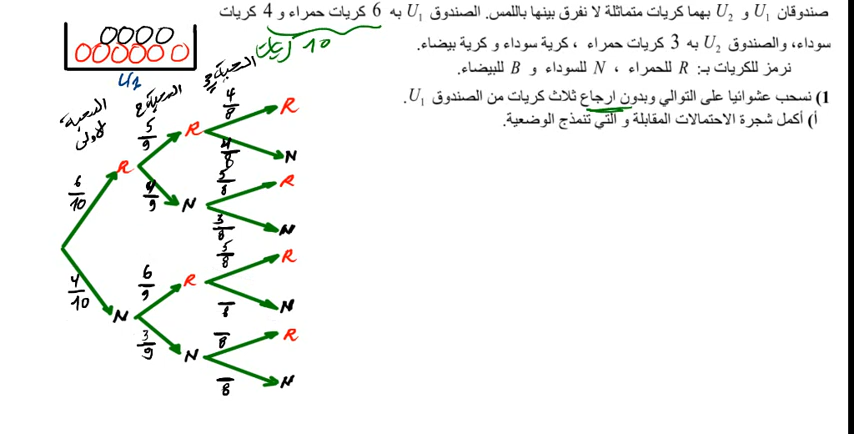 صندوقان U₁ و U₂ بهما كريات متماثلة لا نفرق بينها باللمس. الصندوق U₁ به 6 كريات حمراء و 4 كريات
سوداء، والصندوق U₂ به 3 كريات حمراء ، كرية سوداء و كرية بيضاء.
نرمز للكريات بـ: R للحمراء ، N للسوداء و B للبيضاء.
1) نسحب عشوائيا على التوالي وبدون ارجاع ثلاث كريات من الصندوق U₁.
أ) أكمل شجرة الاحتمالات المقابلة و التي تنمذج الوضعية.
10 كريات
U₁
السحبة الأولى
السحبة 2
السحبة 3
6/10 R
5/9 R
4/8 R
4/8 N
4/9 N
5/8 R
3/8 N
4/10 N
6/9 R
5/8 R
/8 N
3/9 N
/8 R
/8 N